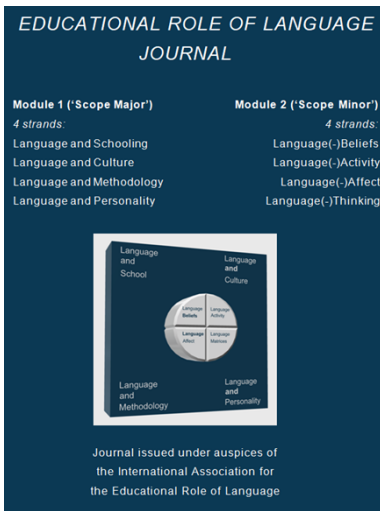 EDUCATIONAL ROLE OF LANGUAGE
JOURNAL
Module 1 (‘Scope Major’)
4 strands:
Language and Schooling
Language and Culture
Language and Methodology
Language and Personality
Module 2 (‘Scope Minor’)
4 strands:
Language(-)Beliefs
Language(-)Activity
Language(-)Affect
Language(-)Thinking
Language
and
School
Language
and
Culture
Language
Beliefs
Language
Activity
Language
Affect
Language
Matrices
Language
and
Methodology
Language
and
Personality
Journal issued under auspices of
the International Association for
the Educational Role of Language